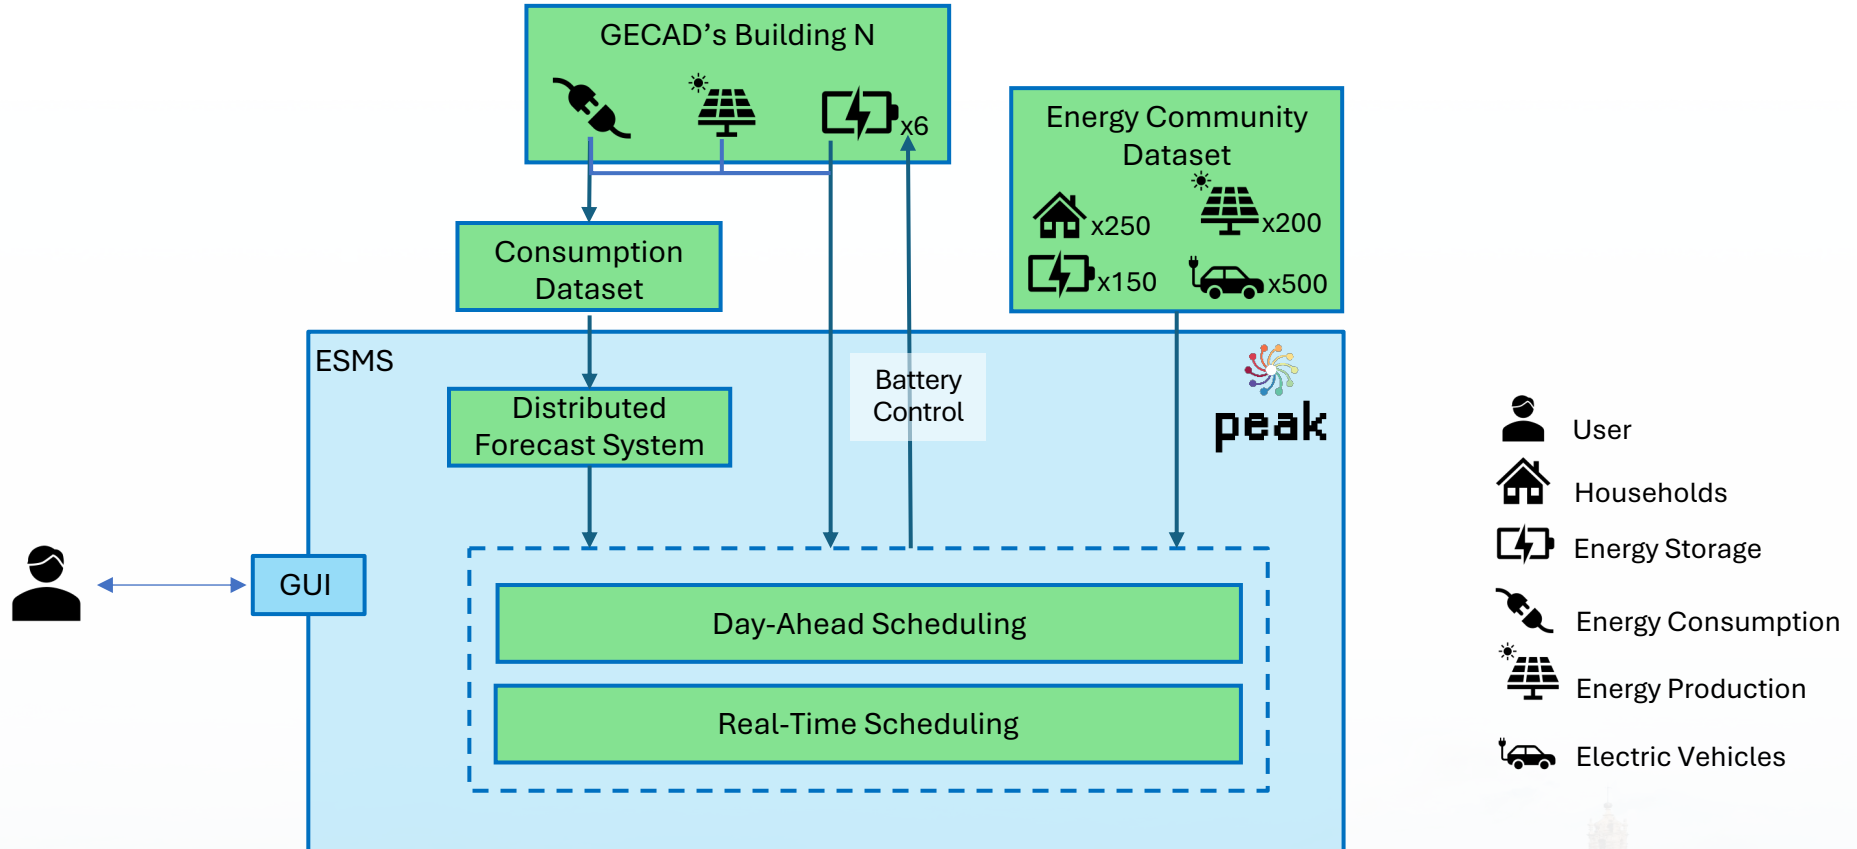 GECAD’s Building N
x6
Energy Community
Dataset
x250
x200
x150
x500
Consumption
Dataset
ESMS
Battery
Control
peak
Distributed
Forecast System
GUI
Day-Ahead Scheduling
Real-Time Scheduling
User
Households
Energy Storage
Energy Consumption
Energy Production
Electric Vehicles